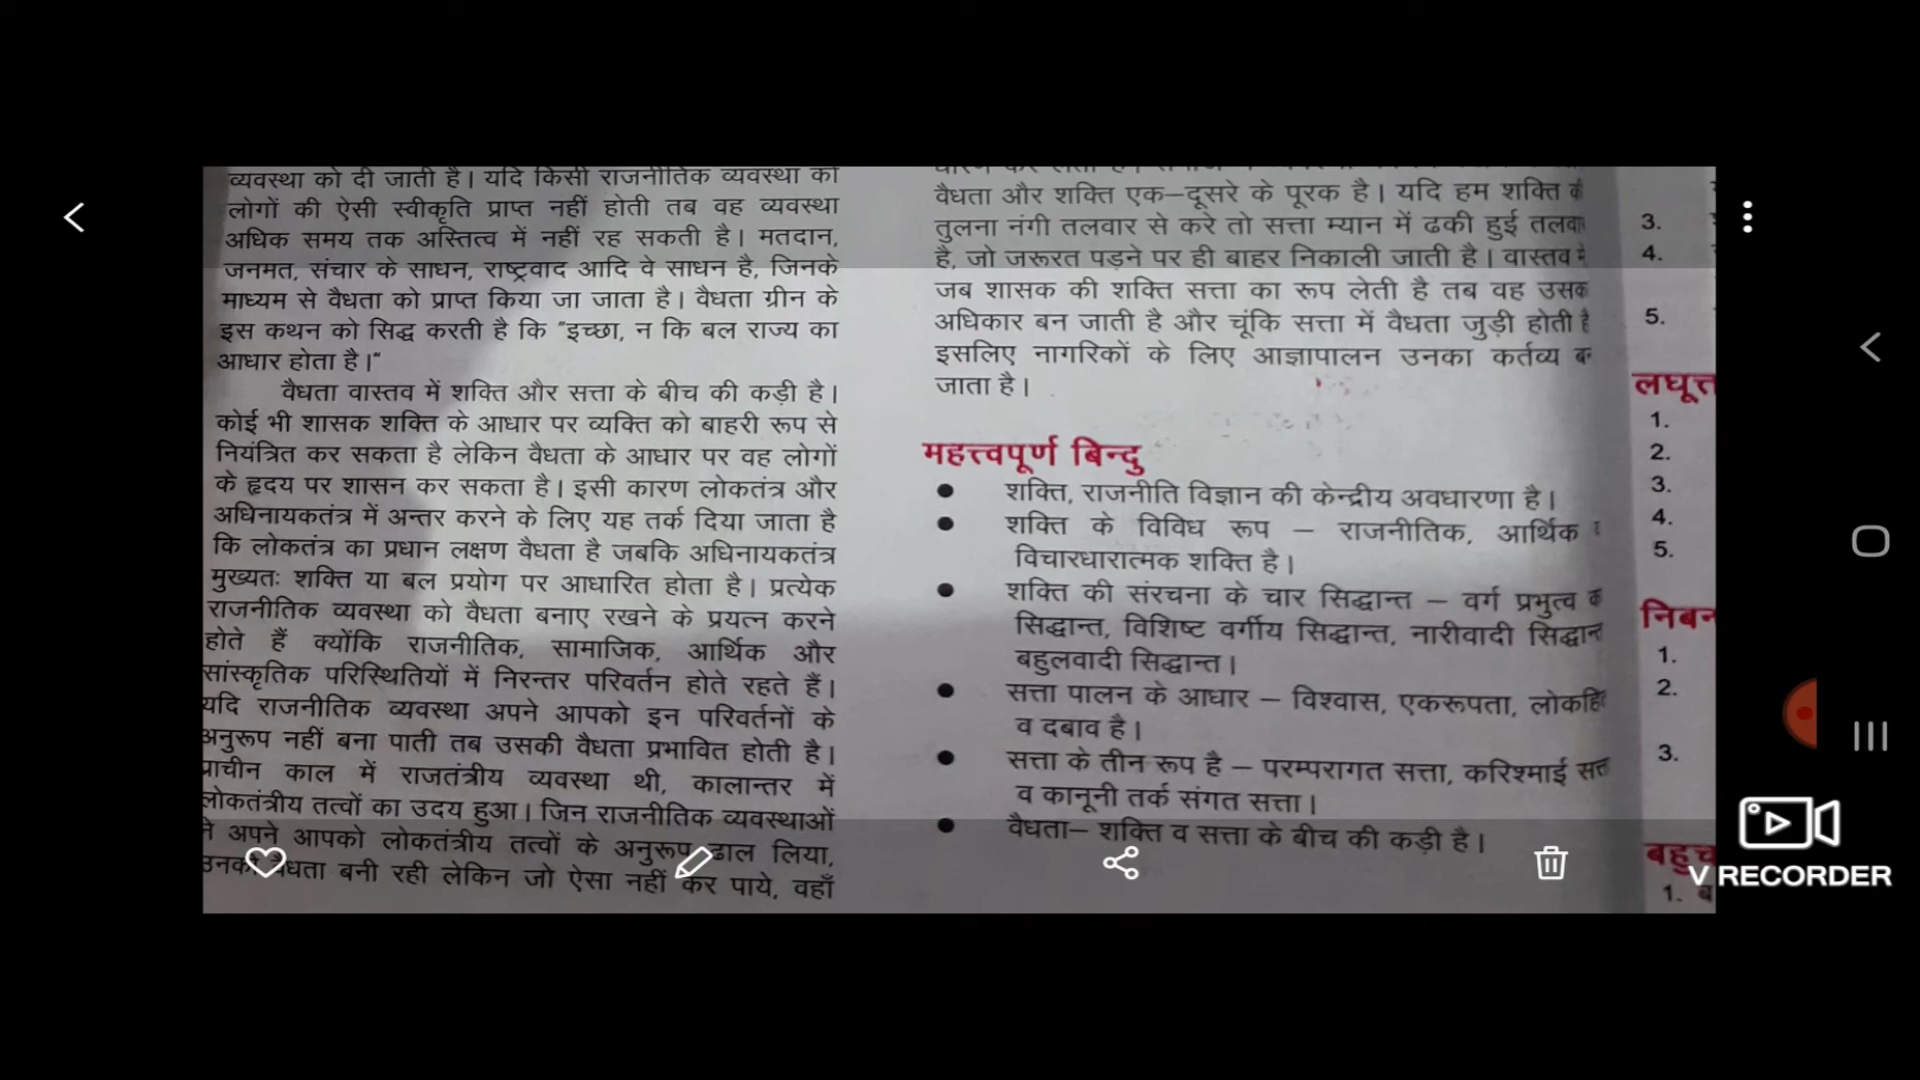 व्यवस्था को दी जाती है। यदि किसी राजनीतिक व्यवस्था को
लोगों की ऐसी स्वीकृति प्राप्त नहीं होती तब वह व्यवस्था
अधिक समय तक अस्तित्व में नहीं रह सकती है। मतदान,
जनमत, संचार के साधन, राष्ट्रवाद आदि वे साधन है, जिनके
माध्यम से वैधता को प्राप्त किया जा जाता है। वैधता ग्रीन के
इस कथन को सिद्ध करती है कि "इच्छा, न कि बल राज्य का
आधार होता है।"
वैधता वास्तव में शक्ति और सत्ता के बीच की कड़ी है।
कोई भी शासक शक्ति के आधार पर व्यक्ति को बाहरी रूप से
नियंत्रित कर सकता है लेकिन वैधता के आधार पर वह लोगों
के हृदय पर शासन कर सकता है। इसी कारण लोकतंत्र और
अधिनायकतंत्र में अन्तर करने के लिए यह तर्क दिया जाता है
कि लोकतंत्र का प्रधान लक्षण वैधता है जबकि अधिनायकतंत्र
मुख्यतः शक्ति या बल प्रयोग पर आधारित होता है। प्रत्येक
राजनीतिक व्यवस्था को वैधता बनाए रखने के प्रयत्न करने
होते हैं क्योंकि राजनीतिक, सामाजिक, आर्थिक और
सांस्कृतिक परिस्थितियों में निरन्तर परिवर्तन होते रहते हैं।
यदि राजनीतिक व्यवस्था अपने आपको इन परिवर्तनों के
अनुरूप नहीं बना पाती तब उसकी वैधता प्रभावित होती है।
प्राचीन काल में राजतंत्रीय व्यवस्था थी, कालान्तर में
लोकतंत्रीय तत्वों का उदय हुआ। जिन राजनीतिक व्यवस्थाओं
ने अपने आपको लोकतंत्रीय तत्वों के अनुरूप ढाल लिया,
उनकी वैधता बनी रही लेकिन जो ऐसा नहीं कर पाये, वहाँ
वैधता और शक्ति एक–दूसरे के पूरक है। यदि हम शक्ति की
तुलना नंगी तलवार से करे तो सत्ता म्यान में ढकी हुई तलवार
है, जो जरूरत पड़ने पर ही बाहर निकाली जाती है। वास्तव में
जब शासक की शक्ति सत्ता का रूप लेती है तब वह उसका
अधिकार बन जाती है और चूंकि सत्ता में वैधता जुड़ी होती है
इसलिए नागरिकों के लिए आज्ञापालन उनका कर्तव्य बन
जाता है।
महत्त्वपूर्ण बिन्दु
● शक्ति, राजनीति विज्ञान की केन्द्रीय अवधारणा है।
● शक्ति के विविध रूप – राजनीतिक, आर्थिक
विचारधारात्मक शक्ति है।
● शक्ति की संरचना के चार सिद्धान्त – वर्ग प्रभुत्व का
सिद्धान्त, विशिष्ट वर्गीय सिद्धान्त, नारीवादी सिद्धान्त
बहुलवादी सिद्धान्त।
● सत्ता पालन के आधार – विश्वास, एकरूपता, लोकहित
व दबाव है।
● सत्ता के तीन रूप है – परम्परागत सत्ता, करिश्माई सत्ता
व कानूनी तर्क संगत सत्ता।
● वैधता– शक्ति व सत्ता के बीच की कड़ी है।
3.
4.
5.
लघूत्त
1.
2.
3.
4.
5.
निबन
1.
2.
3.
बहुच
1. ब
V RECORDER